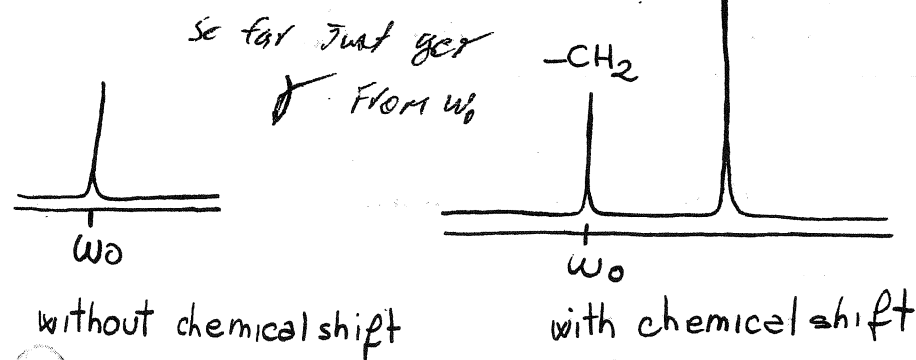 so far Just get
γ From ω₀
-CH₂
ω₀
ω₀
without chemical shift
with chemical shift